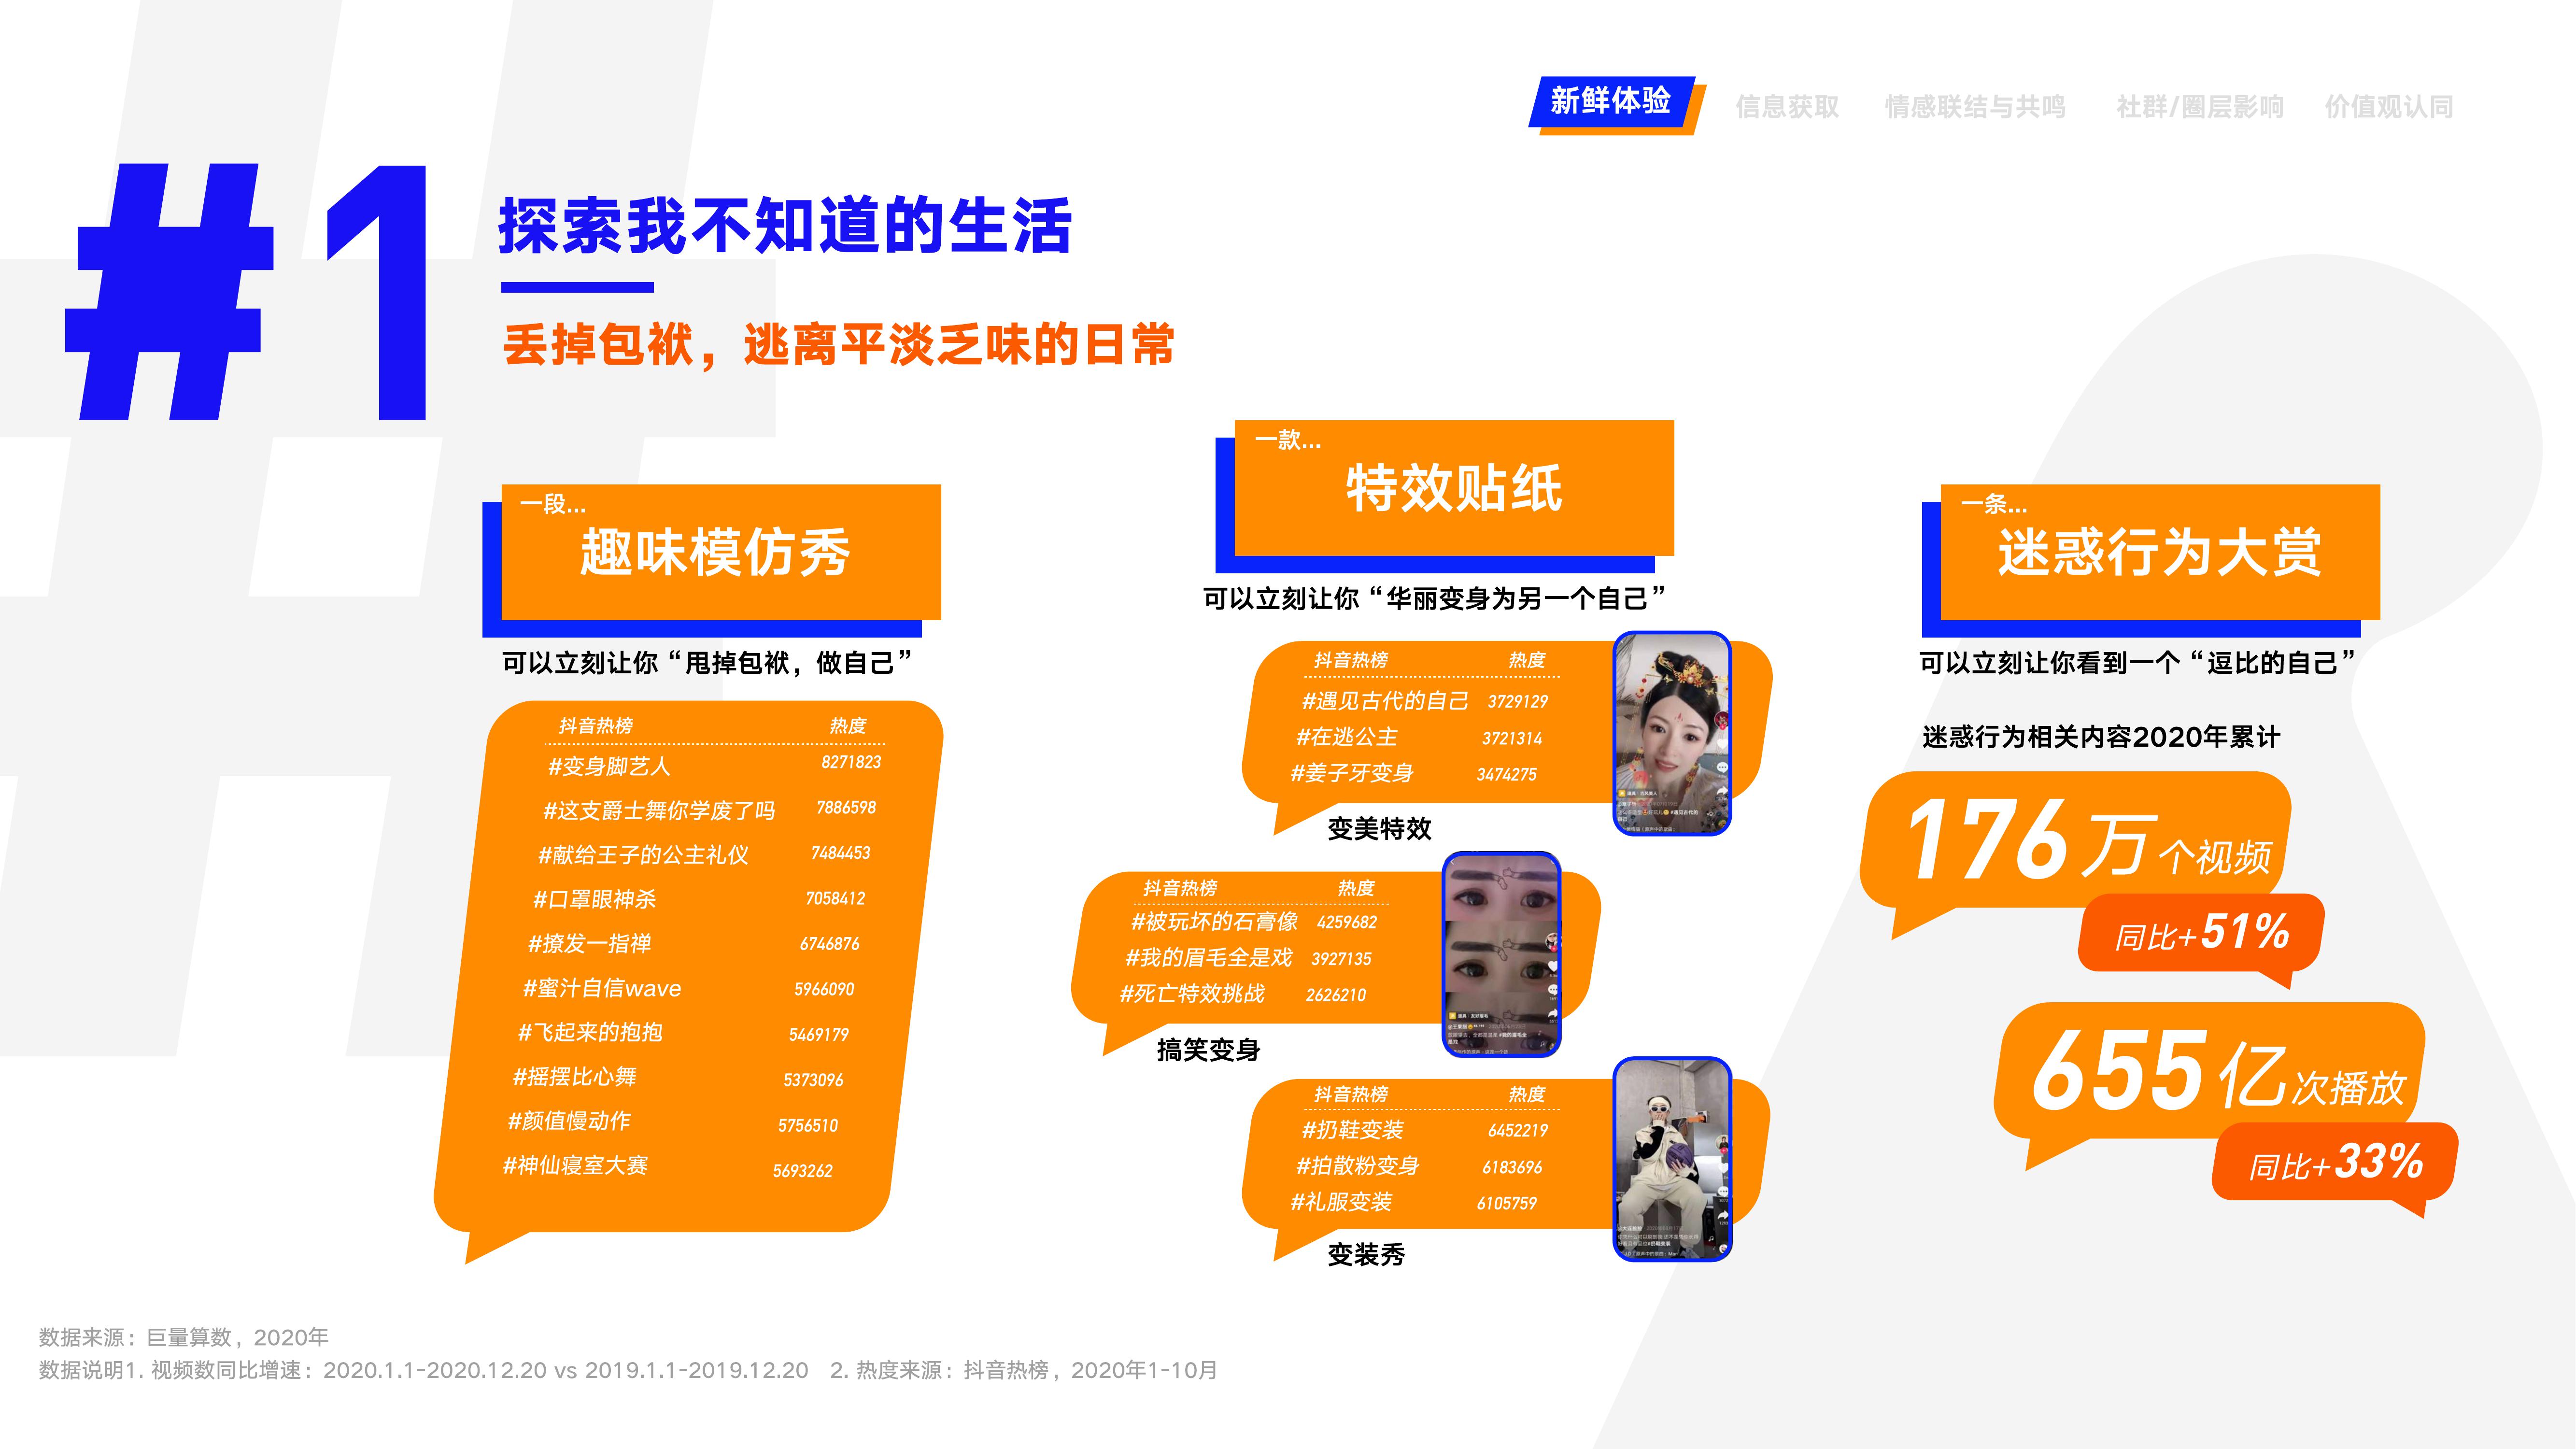 新鲜体验 信息获取 情感联结与共鸣 社群/圈层影响 价值观认同
#1
探索我不知道的生活
丢掉包袱，逃离平淡乏味的日常
一段...
趣味模仿秀
可以立刻让你“甩掉包袱，做自己”
抖音热榜 热度
#变身脚艺人 8271823
#这支爵士舞你学废了吗 7886598
#献给王子的公主礼仪 7484453
#口罩眼神杀 7058412
#撩发一指禅 6746876
#蜜汁自信wave 5966090
#飞起来的抱抱 5469179
#摇摆比心舞 5373096
#颜值慢动作 5756510
#神仙寝室大赛 5693262
一款...
特效贴纸
可以立刻让你“华丽变身为另一个自己”
抖音热榜 热度
#遇见古代的自己 3729129
#在逃公主 3721314
#姜子牙变身 3474275
变美特效
抖音热榜 热度
#被玩坏的石膏像 4259682
#我的眉毛全是戏 3927135
#死亡特效挑战 2626210
搞笑变身
抖音热榜 热度
#扔鞋变装 6452219
#拍散粉变身 6183696
#礼服变装 6105759
变装秀
一条...
迷惑行为大赏
可以立刻让你看到一个“逗比的自己”
迷惑行为相关内容2020年累计
176万个视频
同比+51%
655亿次播放
同比+33%
数据来源：巨量算数，2020年
数据说明1. 视频数同比增速：2020.1.1-2020.12.20 vs 2019.1.1-2019.12.20 2. 热度来源：抖音热榜，2020年1-10月